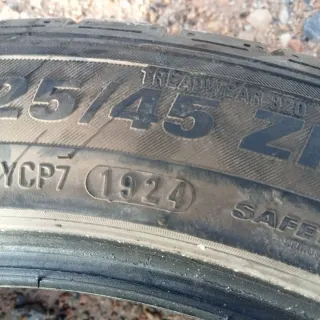 TREADWEAR 320
25/45 ZR
YCP7 1924
SAFE